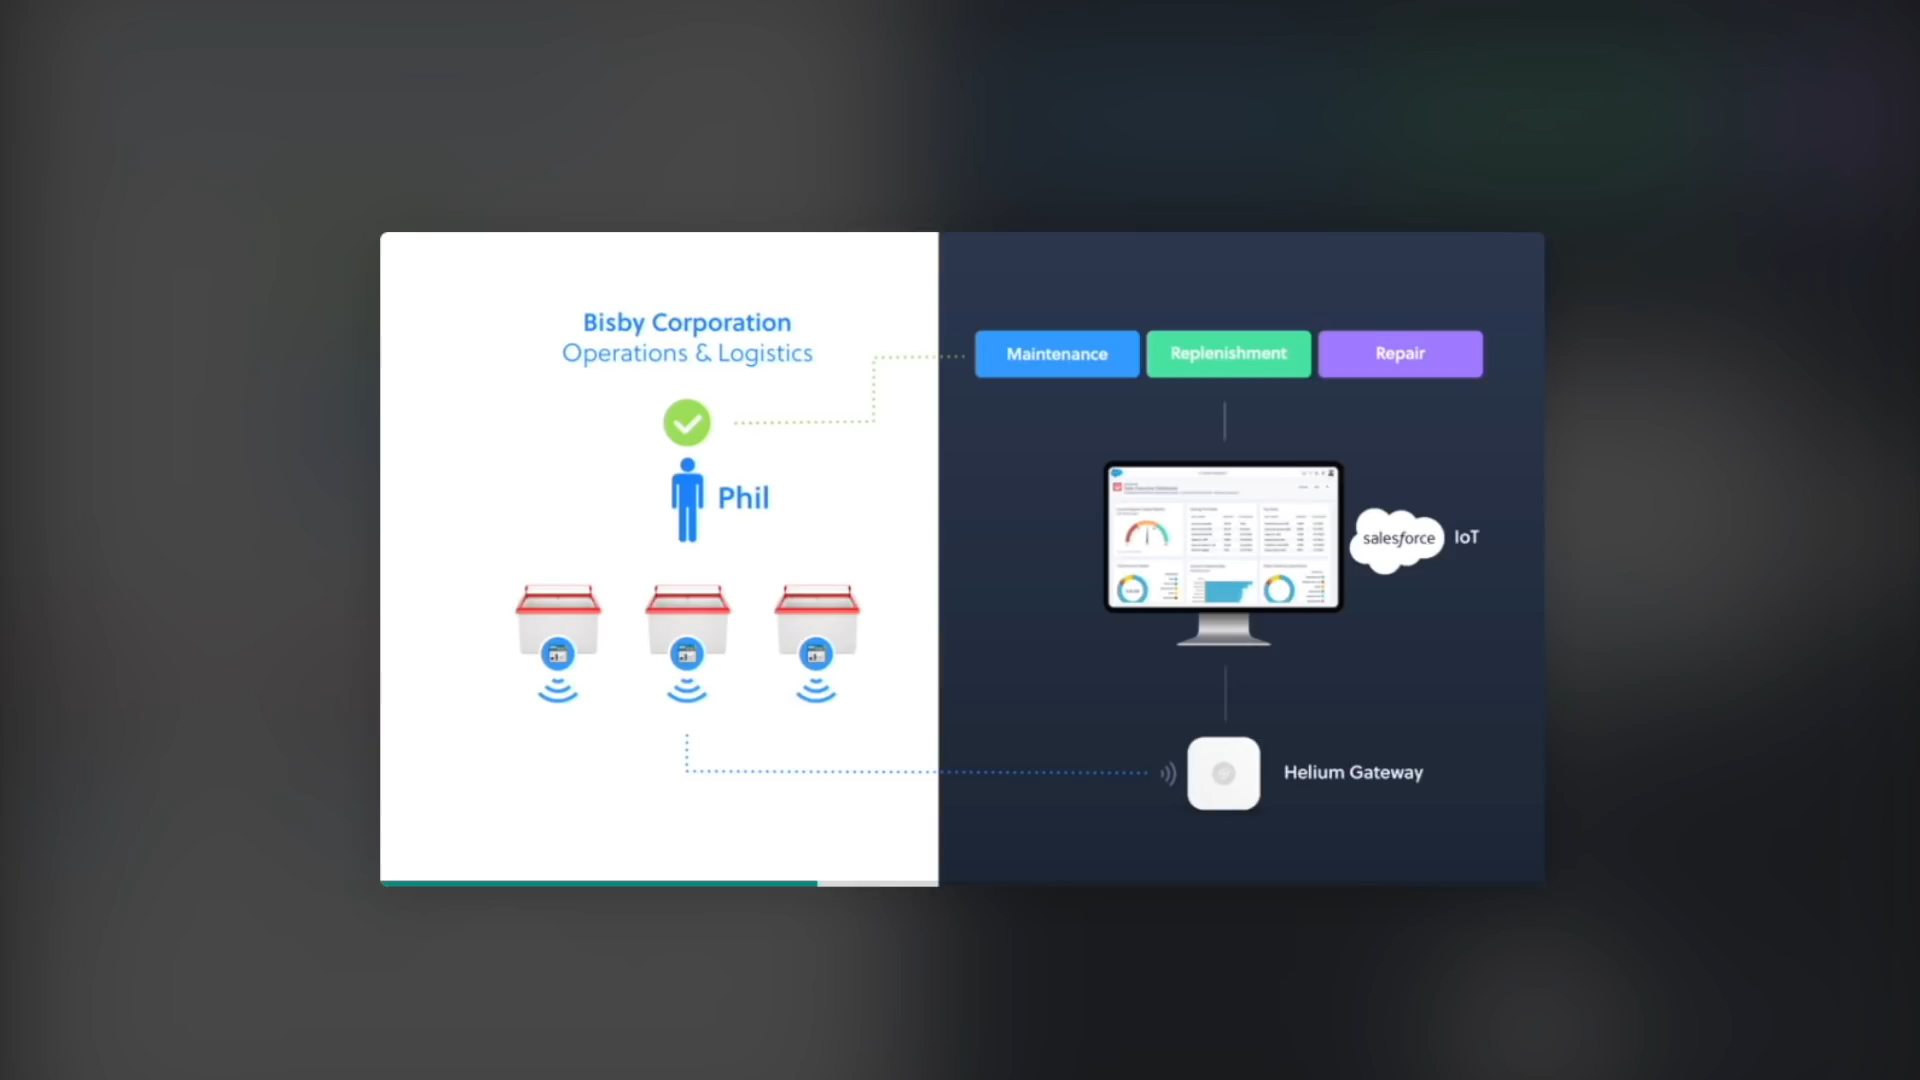 Bisby Corporation
Operations & Logistics
Phil
Maintenance
Replenishment
Repair
salesforce IoT
Helium Gateway